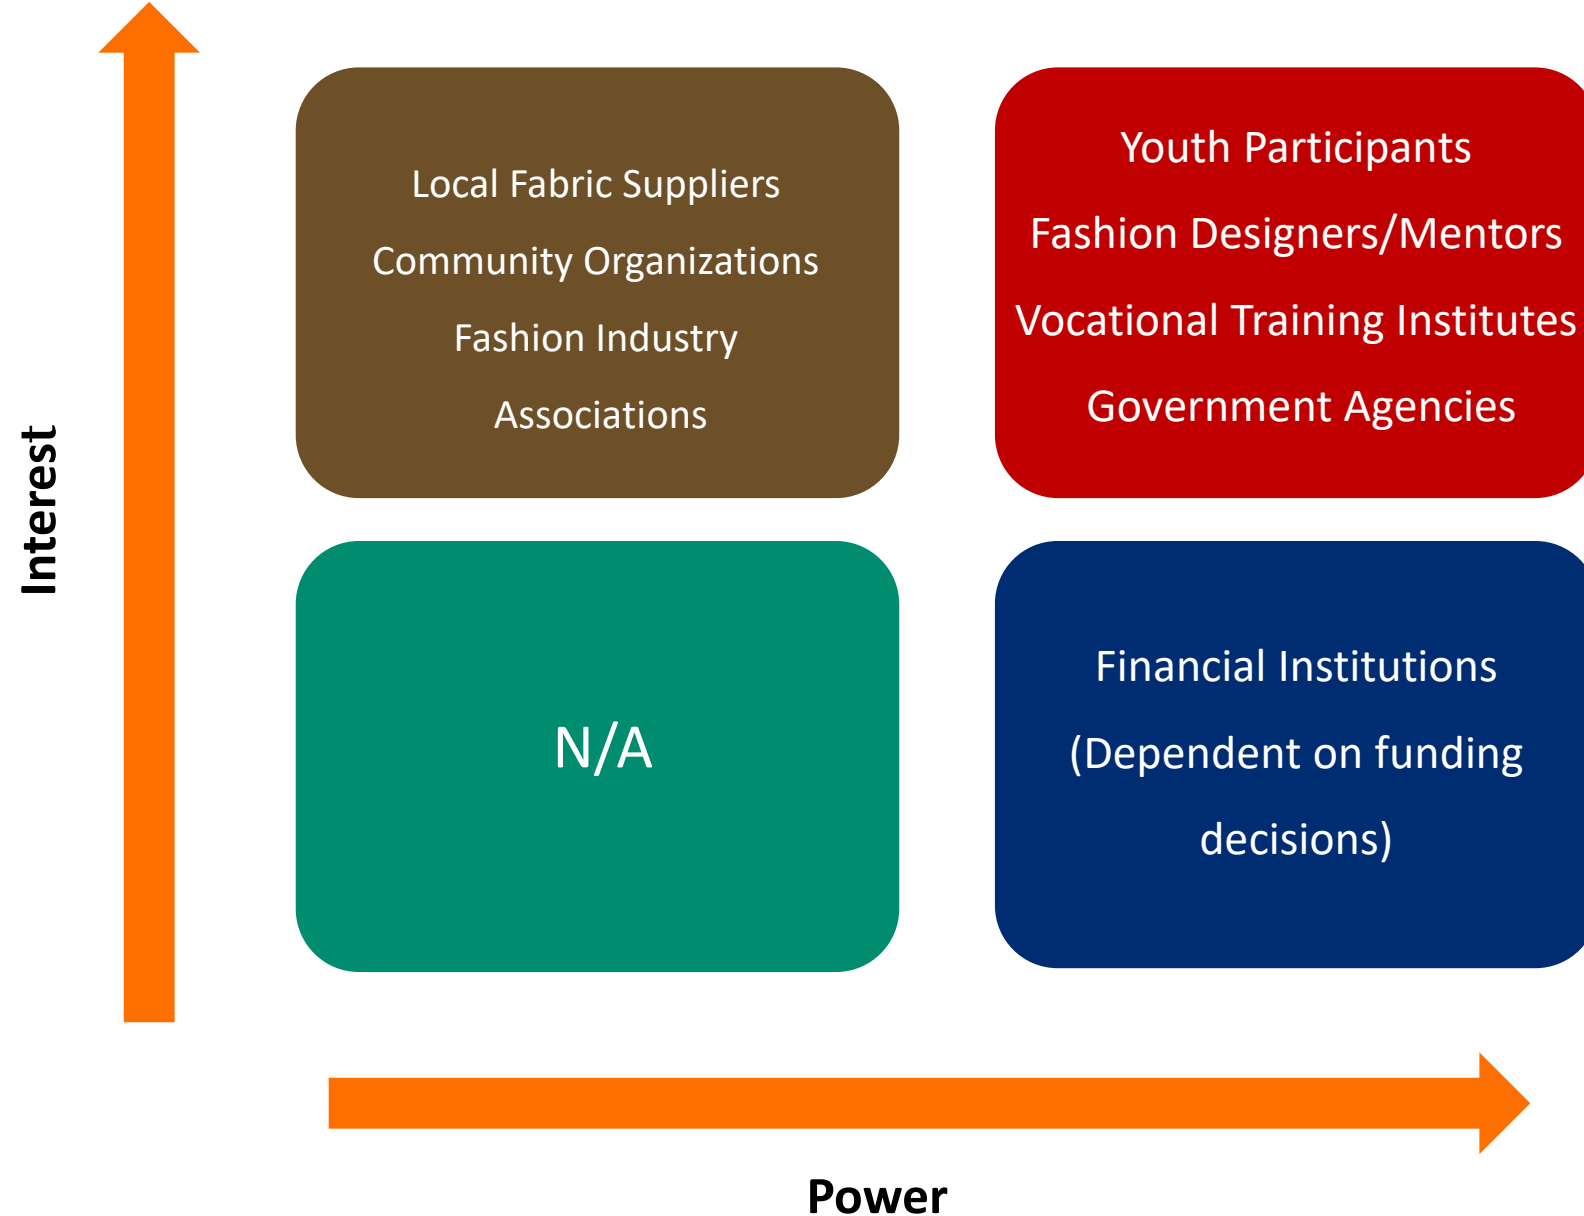 Interest
Local Fabric Suppliers
Community Organizations
Fashion Industry
Associations
Youth Participants
Fashion Designers/Mentors
Vocational Training Institutes
Government Agencies
N/A
Financial Institutions
(Dependent on funding
decisions)
Power